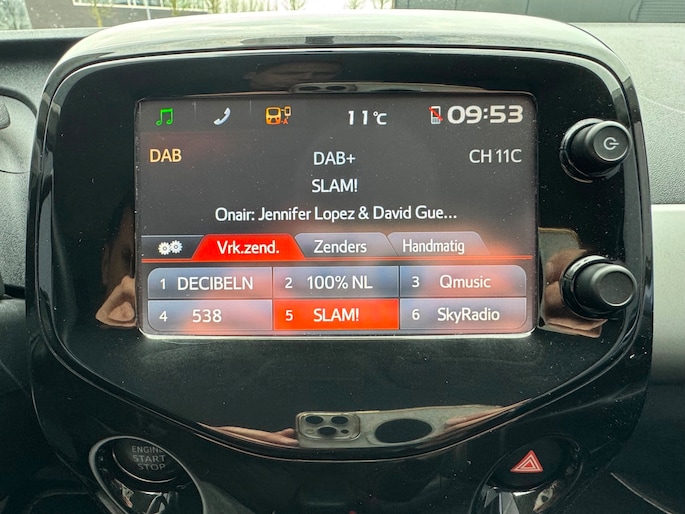 11°C 09:53
DAB DAB+ CH 11C
SLAM!
Onair: Jennifer Lopez & David Gue...
Vrk.zend. Zenders Handmatig
1 DECIBELN 2 100% NL 3 Qmusic
4 538 5 SLAM! 6 SkyRadio
ENGINE
START
STOP